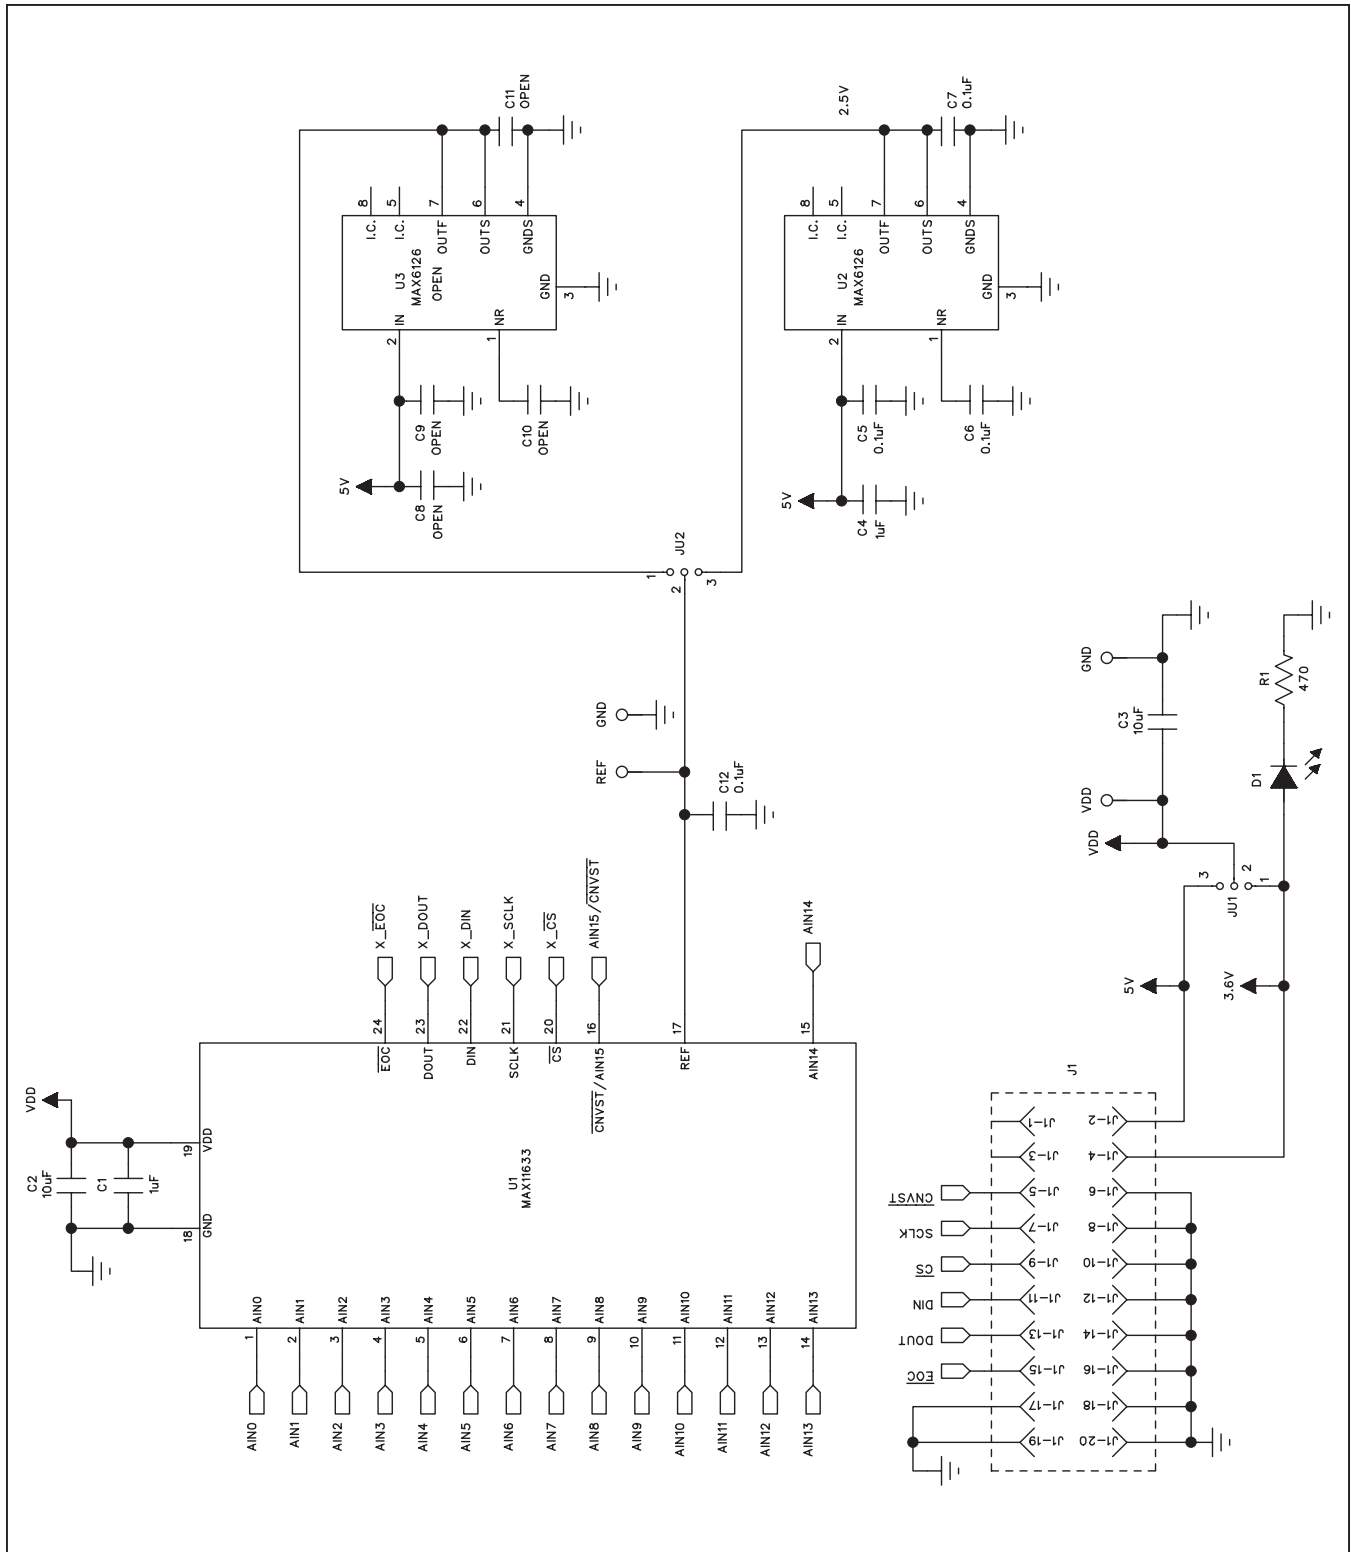 C11
OPEN
8
5
7
6
4
I.C.
I.C.
OUTF
OUTS
GNDS
U3
MAX6126
OPEN
GND
3
IN
NR
2
1
C9
OPEN
C10
OPEN
5V
C8
OPEN
2.5V
C7
0.1uF
8
5
7
6
4
I.C.
I.C.
OUTF
OUTS
GNDS
U2
MAX6126
GND
3
IN
NR
2
1
C5
0.1uF
C6
0.1uF
5V
C4
1uF
JU2
1
2
3
GND
REF
C12
0.1uF
GND
C3
10uF
VDD
VDD
R1
470
D1
3
2
1
JU1
5V
3.6V
X_EOC
X_DOUT
X_DIN
X_SCLK
X_CS
AIN15/CNVST
AIN14
24
23
22
21
20
16
17
15
EOC
DOUT
DIN
SCLK
CS
CNVST/AIN15
REF
AIN14
VDD
C2
10uF
C1
1uF
19
VDD
18
GND
U1
MAX11633
AIN0
AIN1
AIN2
AIN3
AIN4
AIN5
AIN6
AIN7
AIN8
AIN9
AIN10
AIN11
AIN12
AIN13
1
2
3
4
5
6
7
8
9
10
11
12
13
14
AIN0
AIN1
AIN2
AIN3
AIN4
AIN5
AIN6
AIN7
AIN8
AIN9
AIN10
AIN11
AIN12
AIN13
J1
J1-1
J1-2
J1-3
J1-4
CNVST
J1-5
J1-6
SCLK
J1-7
J1-8
CS
J1-9
J1-10
DIN
J1-11
J1-12
DOUT
J1-13
J1-14
EOC
J1-15
J1-16
J1-17
J1-18
J1-19
J1-20